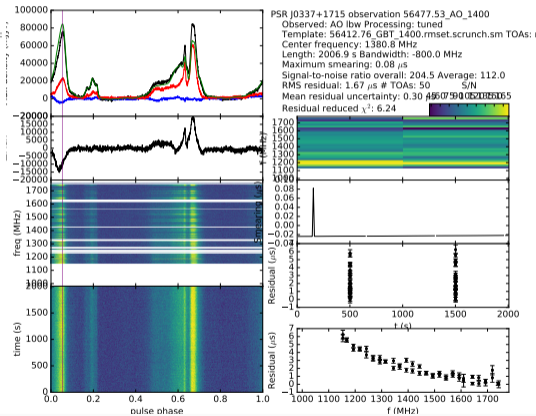 PSR J0337+1715 observation 56477.53_AO_1400
Observed: AO lbw Processing: tuned
Template: 56412.76_GBT_1400.rmset.scrunch.sm TOAs:
Center frequency: 1380.8 MHz
Length: 2006.9 s Bandwidth: -800.0 MHz
Maximum smearing: 0.08 μs
Signal-to-noise ratio overall: 204.5 Average: 112.0
RMS residual: 1.67 μs # TOAs: 50
S/N
Mean residual uncertainty: 0.30
Residual reduced χ²: 6.24
100000
80000
60000
40000
20000
0
15000
10000
5000
0
−5000
−10000
−15000
−20000
freq (MHz)
1700
1600
1500
1400
1300
1200
1100
1000
time (s)
1500
1000
500
0
0.0 0.2 0.4 0.6 0.8 1.0
pulse phase
1700
1600
1500
1400
1300
1200
1100
Smearing (μs)
0.08
0.06
0.04
0.02
0.00
−0.02
−0.04
Residual (μs)
6
5
4
3
2
1
0
−1
0 500 1000 1500 2000
t (s)
Residual (μs)
7
6
5
4
3
2
1
0
−1
1000 1100 1200 1300 1400 1500 1600 1700
f (MHz)